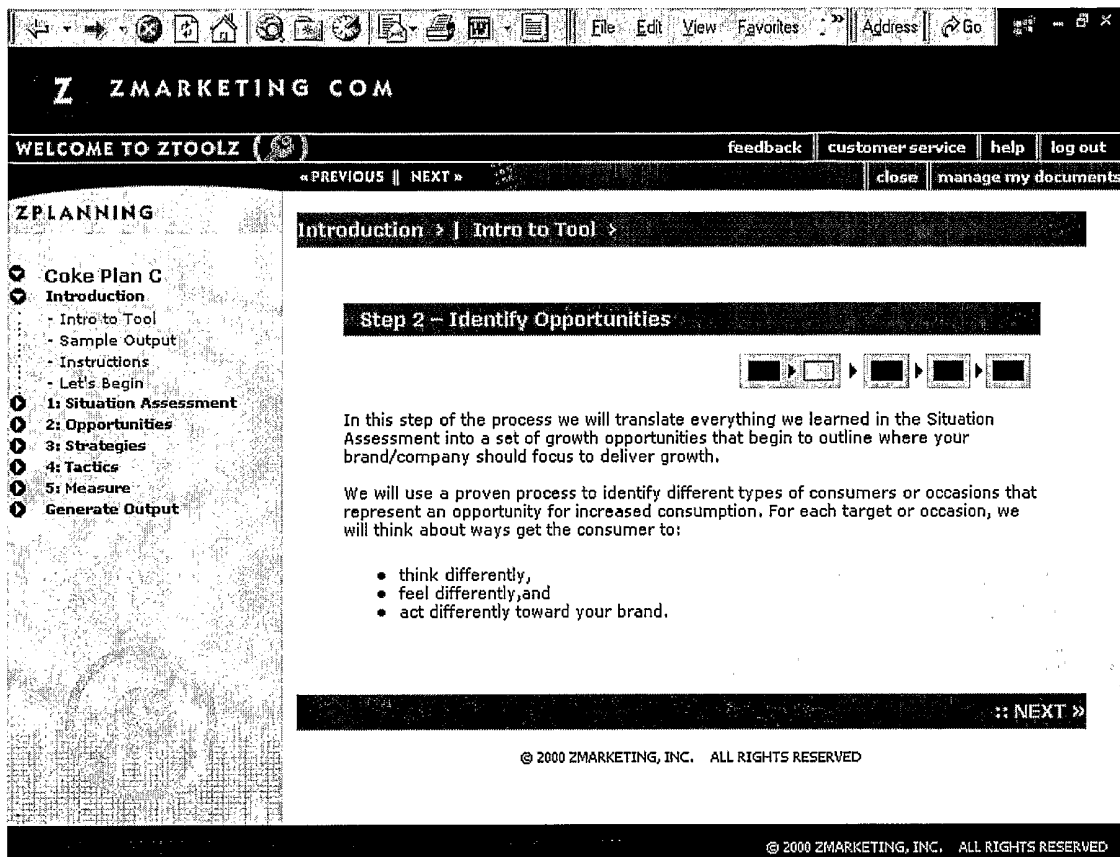 File Edit View Favorites » Address Go
Z ZMARKETING COM
WELCOME TO ZTOOLZ ( )
feedback || customer service || help || log out
« PREVIOUS || NEXT »
close || manage my documents
ZPLANNING
Coke Plan C
Introduction
- Intro to Tool
- Sample Output
- Instructions
- Let's Begin
1: Situation Assessment
2: Opportunities
3: Strategies
4: Tactics
5: Measure
Generate Output
Introduction > | Intro to Tool >
Step 2 – Identify Opportunities
In this step of the process we will translate everything we learned in the Situation
Assessment into a set of growth opportunities that begin to outline where your
brand/company should focus to deliver growth.
We will use a proven process to identify different types of consumers or occasions that
represent an opportunity for increased consumption. For each target or occasion, we
will think about ways get the consumer to:
• think differently,
• feel differently,and
• act differently toward your brand.
:: NEXT »
© 2000 ZMARKETING, INC. ALL RIGHTS RESERVED
© 2000 ZMARKETING, INC. ALL RIGHTS RESERVED